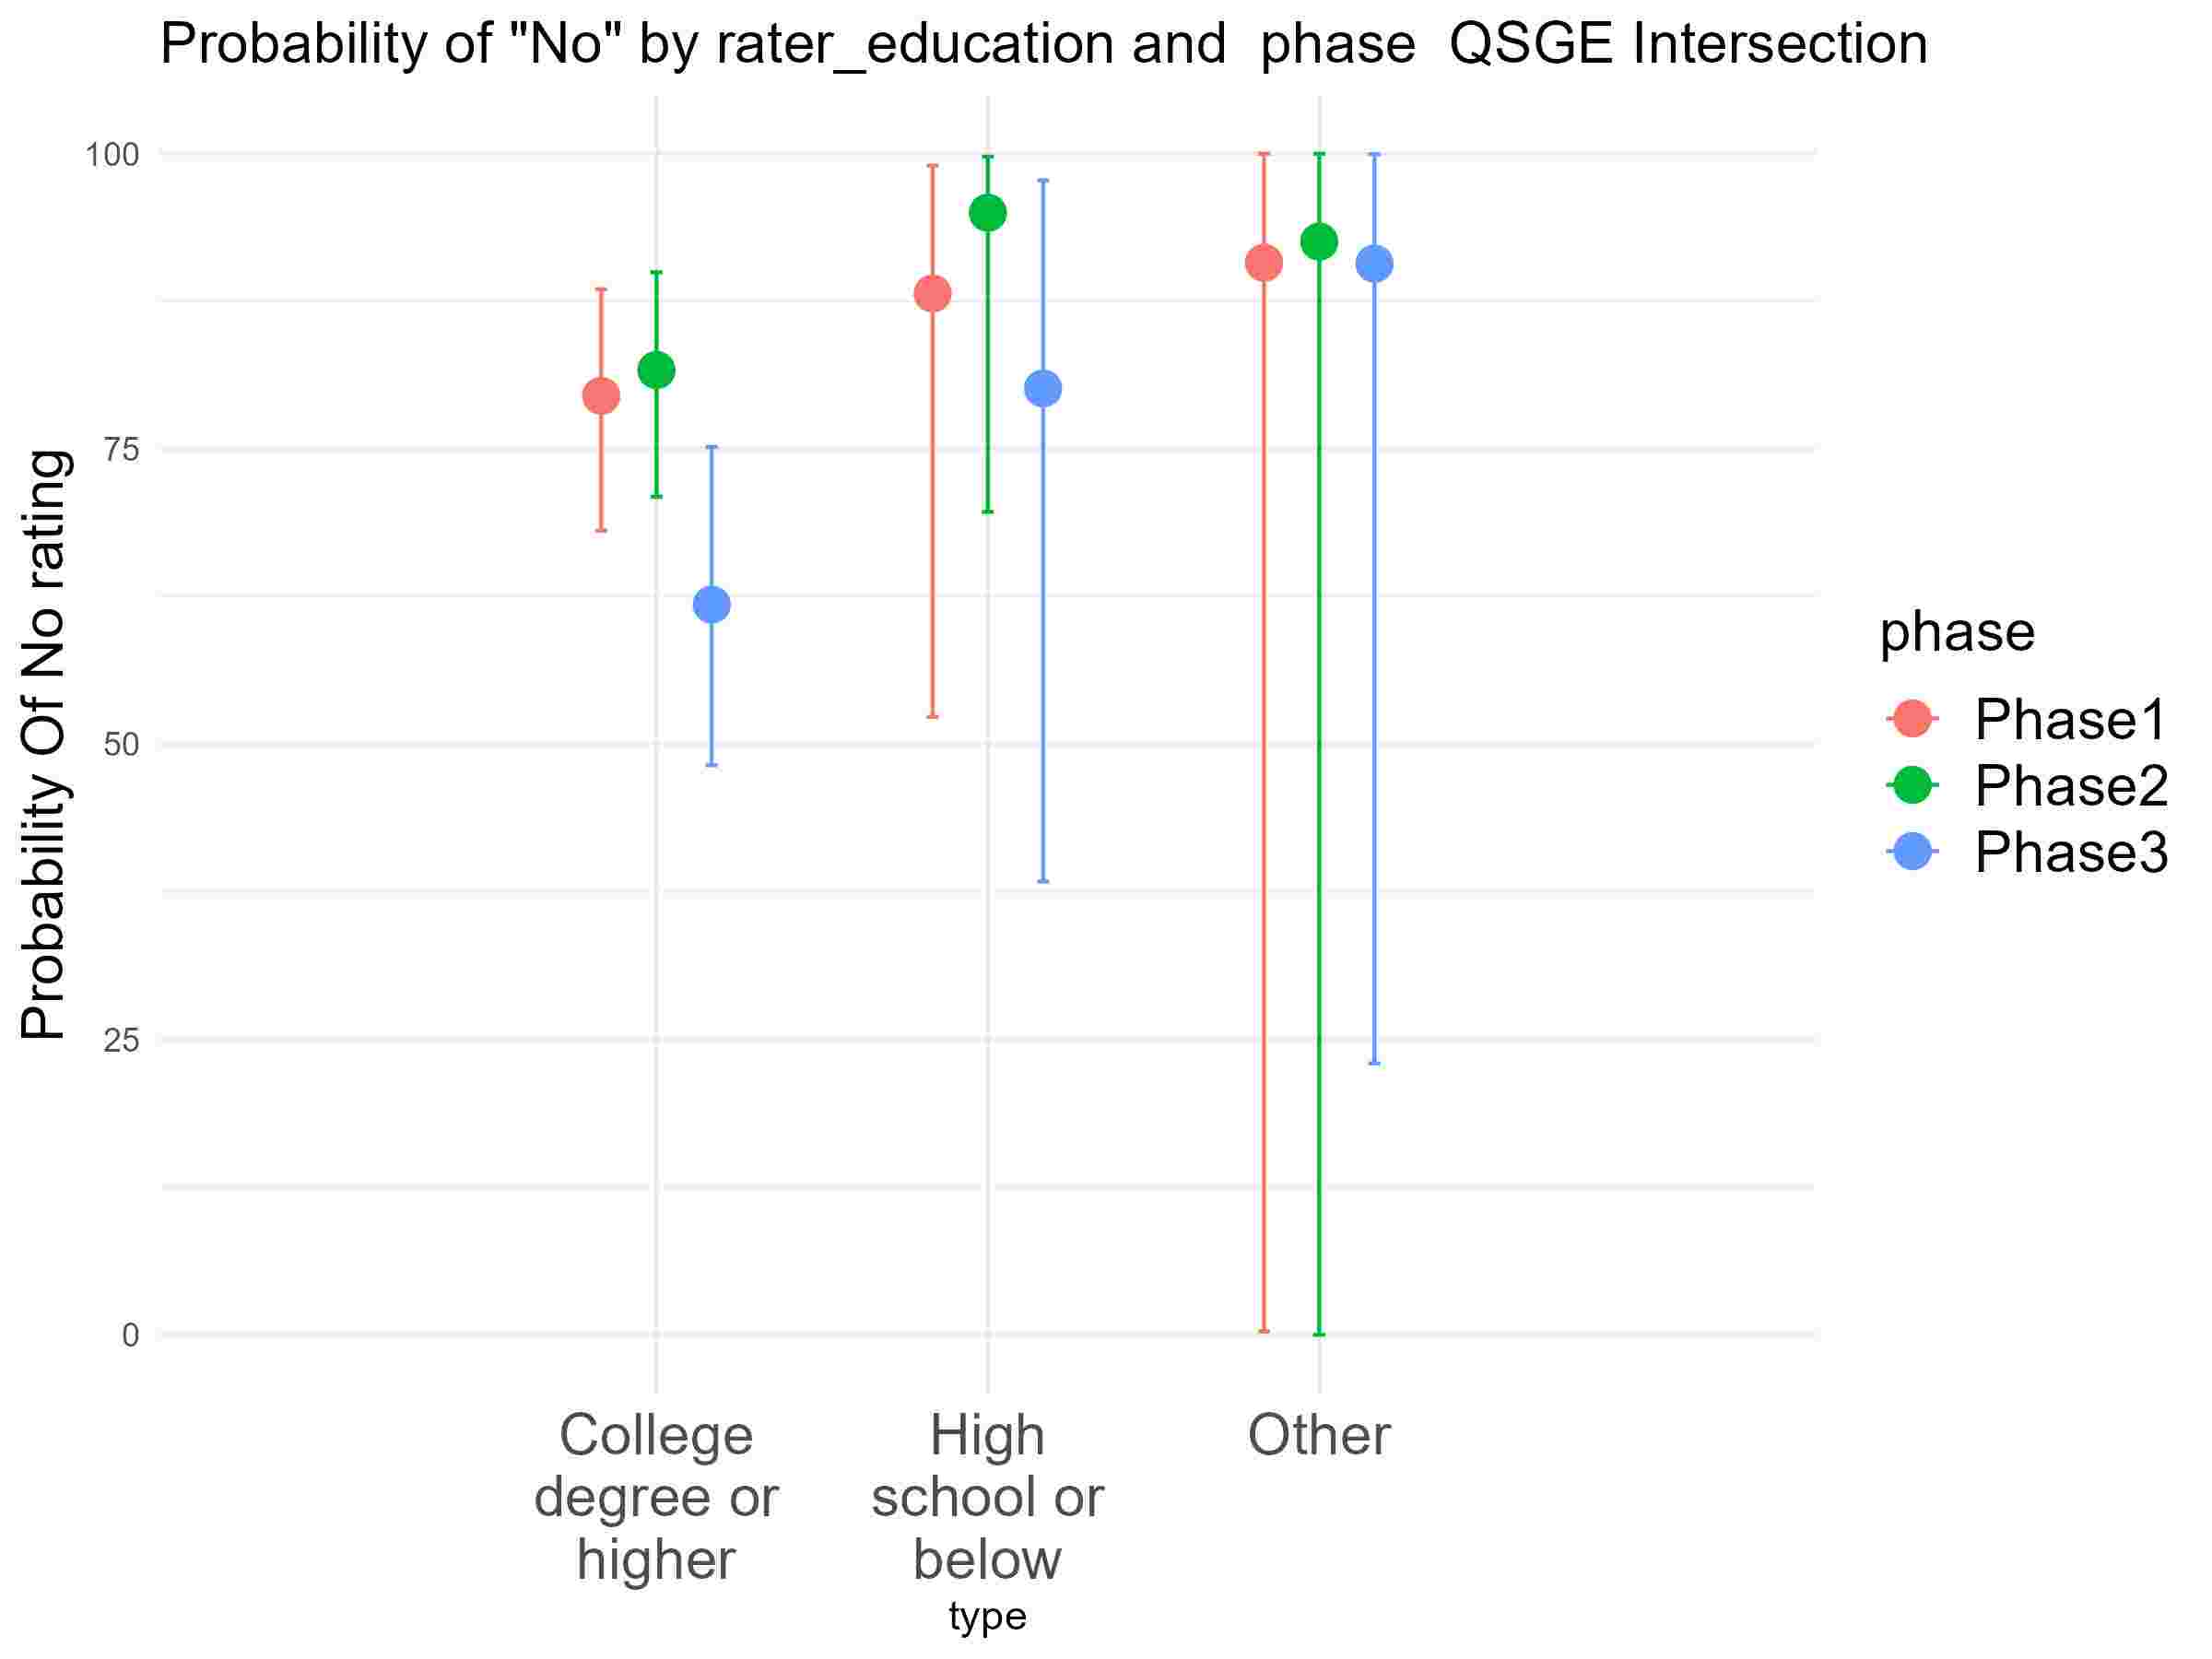 Probability of "No" by rater_education and  phase  QSGE Intersection
Probability Of No rating
100
75
50
25
0
College
degree or
higher
High
school or
below
Other
type
phase
Phase1
Phase2
Phase3